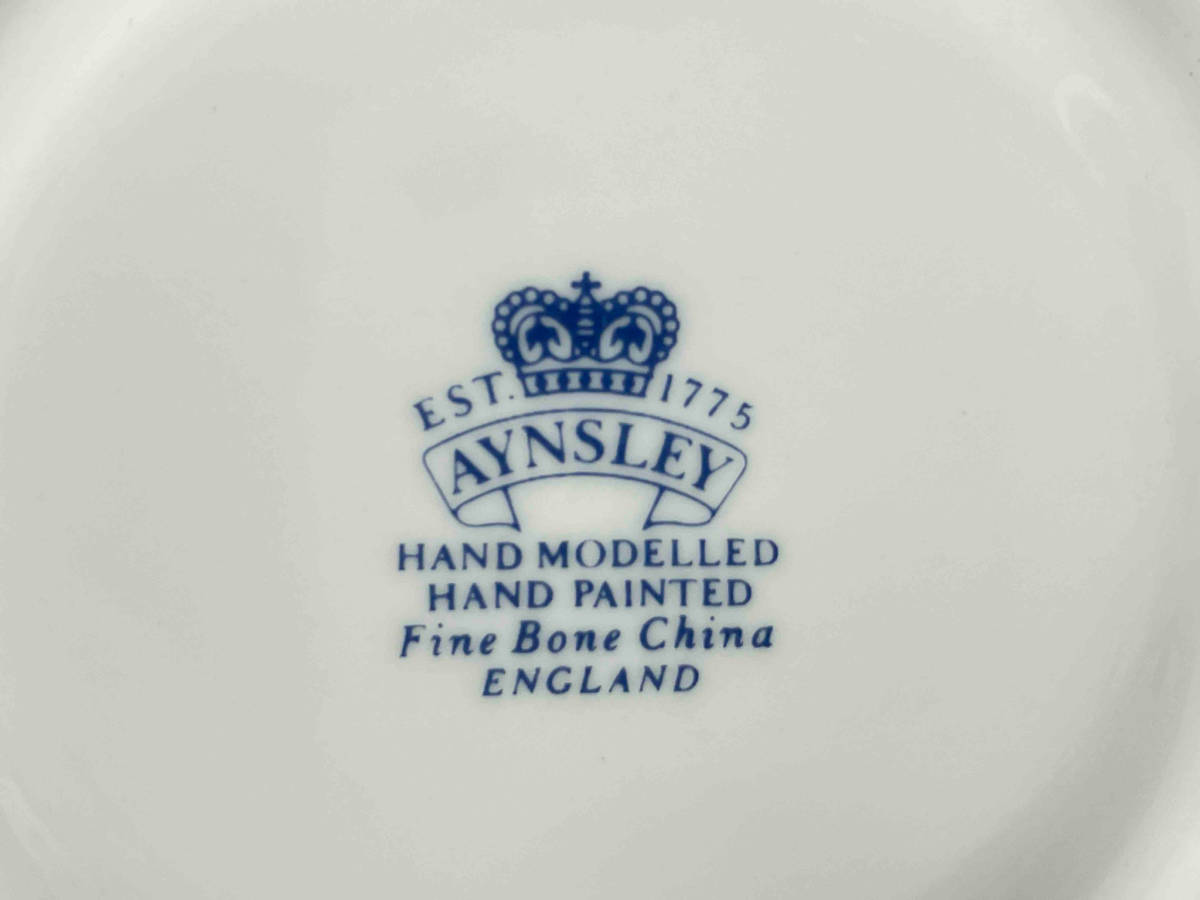 EST. 1775
AYNSLEY
HAND MODELLED
HAND PAINTED
Fine Bone China
ENGLAND